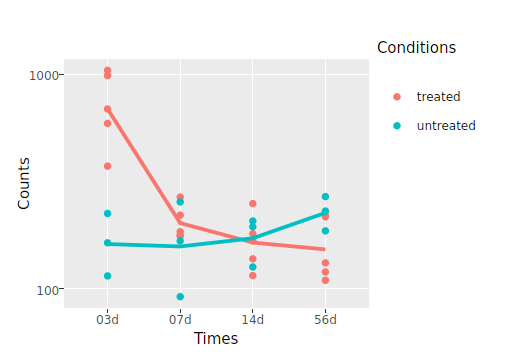 Conditions
treated
untreated
1000
100
Counts
03d 07d 14d 56d
Times